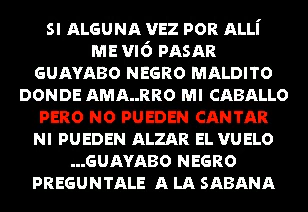 SI ALGUNA VEZ POR ALLÍ
ME VIÓ PASAR
GUAYABO NEGRO MALDITO
DONDE AMA..RRO MI CABALLO
PERO NO PUEDEN CANTAR
NI PUEDEN ALZAR EL VUELO
...GUAYABO NEGRO
PREGUNTALE A LA SABANA